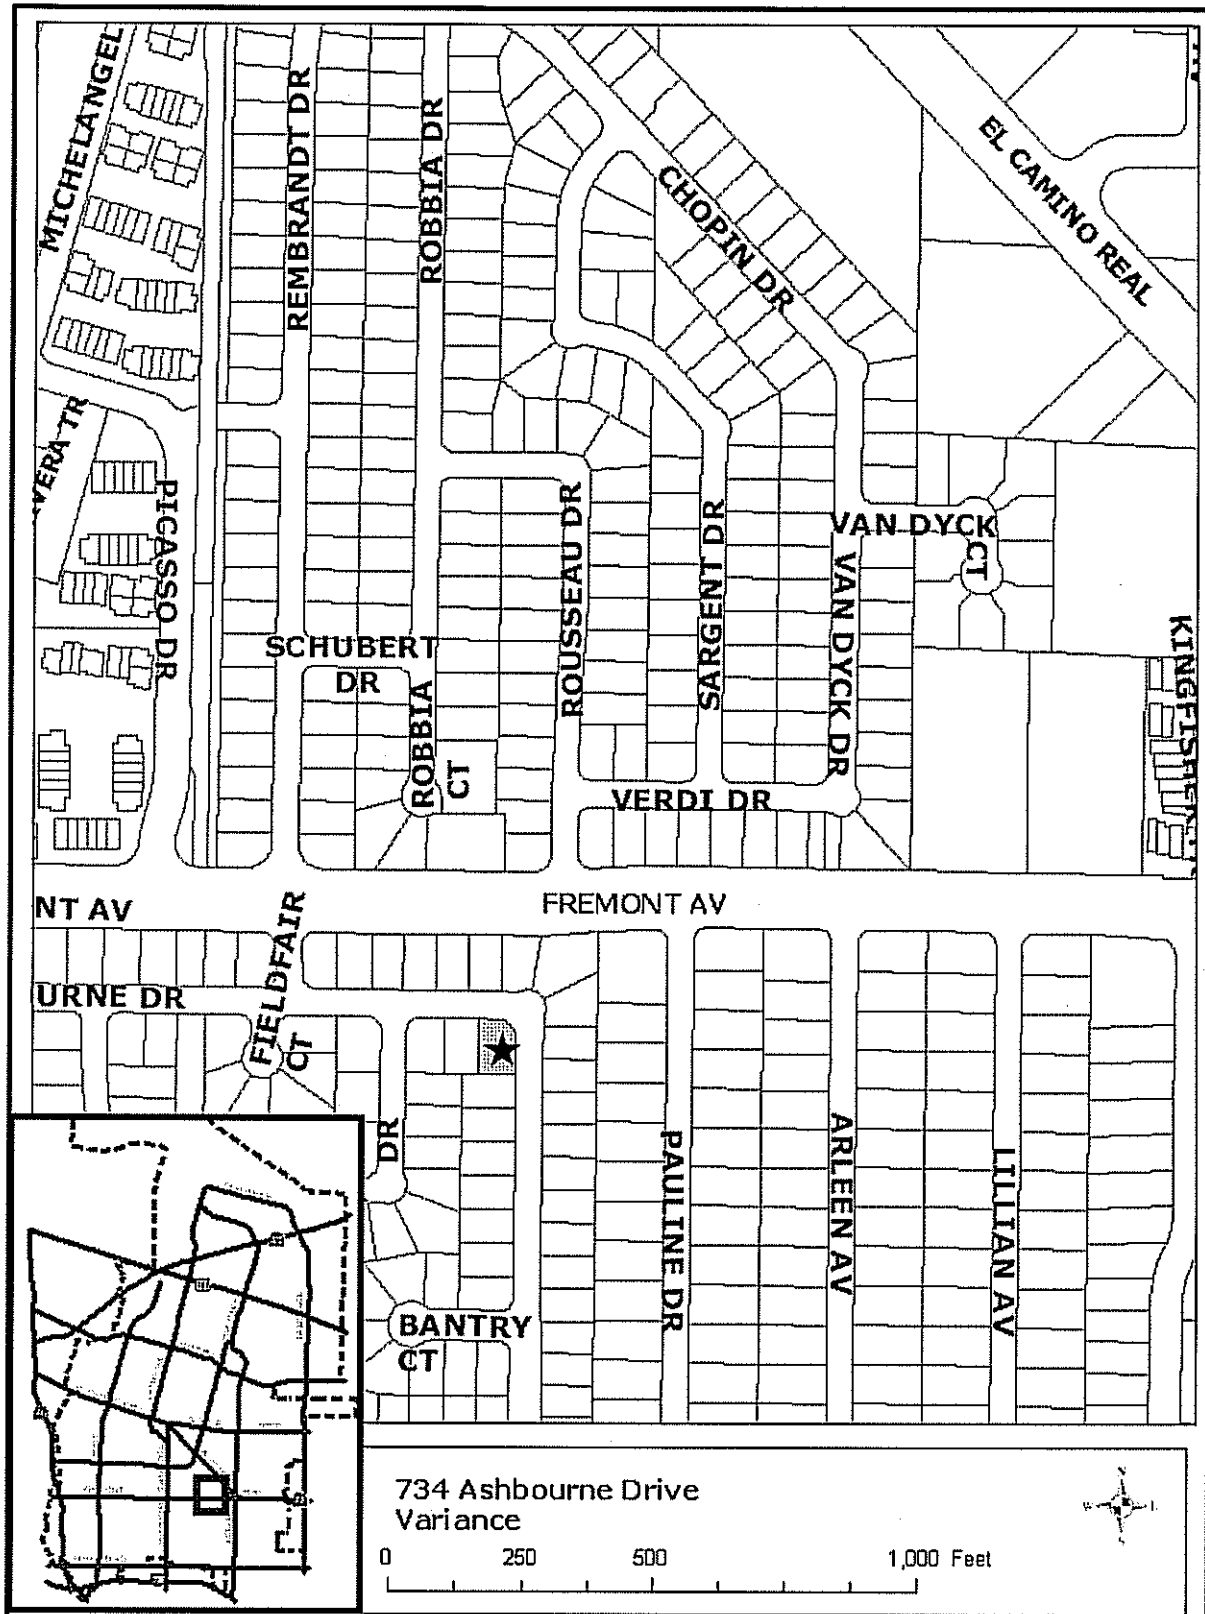 MICHELANGEL
REMBRANDT DR
ROBBIA DR
CHOPIN DR
EL CAMINO REAL
VERA TR
PICASSO DR
ROUSSEAU DR
SARGENT DR
VAN DYCK
CT
VAN DYCK DR
SCHUBERT
DR
ROBBIA
CT
KINGFISHER
VERDI DR
NT AV
FREMONT AV
FIELDFAIR
CT
URNE DR
DR
PAULINE DR
ARLEEN AV
LILLIAN AV
BANTRY
CT
734 Ashbourne Drive
Variance
0 250 500 1,000 Feet
N
W
S